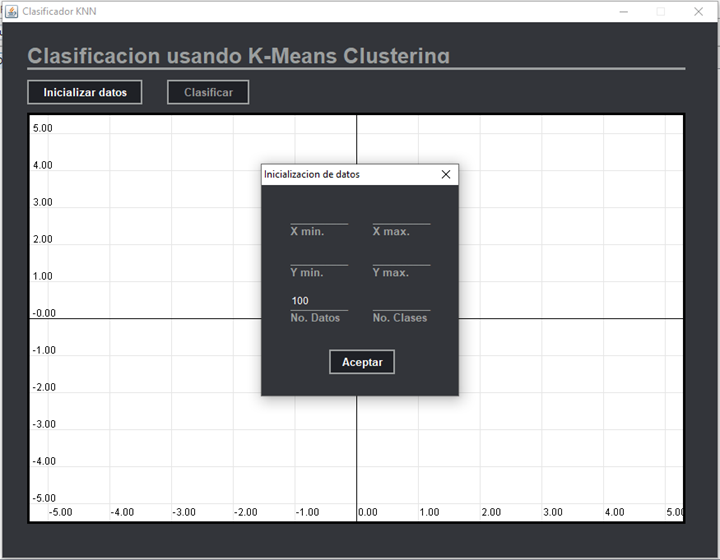 Clasificador KNN
Clasificacion usando K-Means Clustering
Inicializar datos
Clasificar
5.00
4.00
3.00
2.00
1.00
-0.00
-1.00
-2.00
-3.00
-4.00
-5.00
Inicializacion de datos
X min. X max.
Y min. Y max.
100
No. Datos No. Clases
Aceptar
-5.00 -4.00 -3.00 -2.00 -1.00 0.00 1.00 2.00 3.00 4.00 5.00